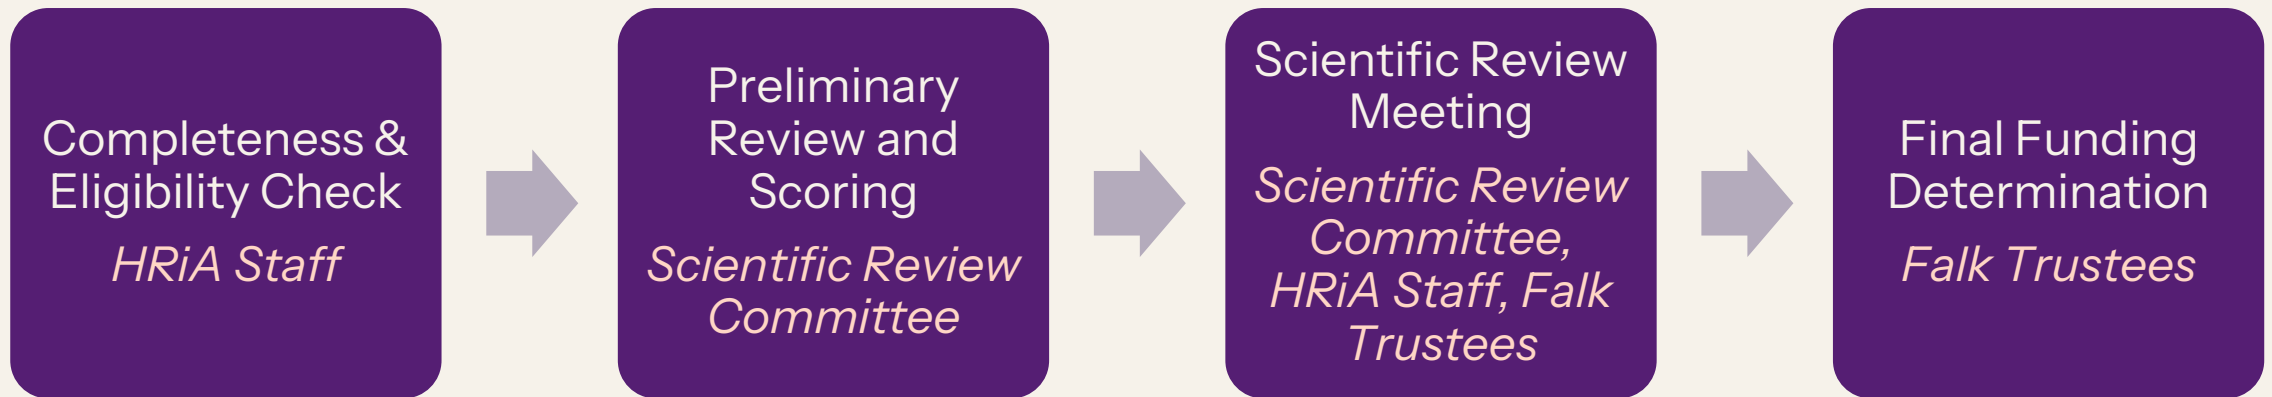 Completeness &
Eligibility Check
HRiA Staff
Preliminary
Review and
Scoring
Scientific Review
Committee
Scientific Review
Meeting
Scientific Review
Committee,
HRiA Staff, Falk
Trustees
Final Funding
Determination
Falk Trustees